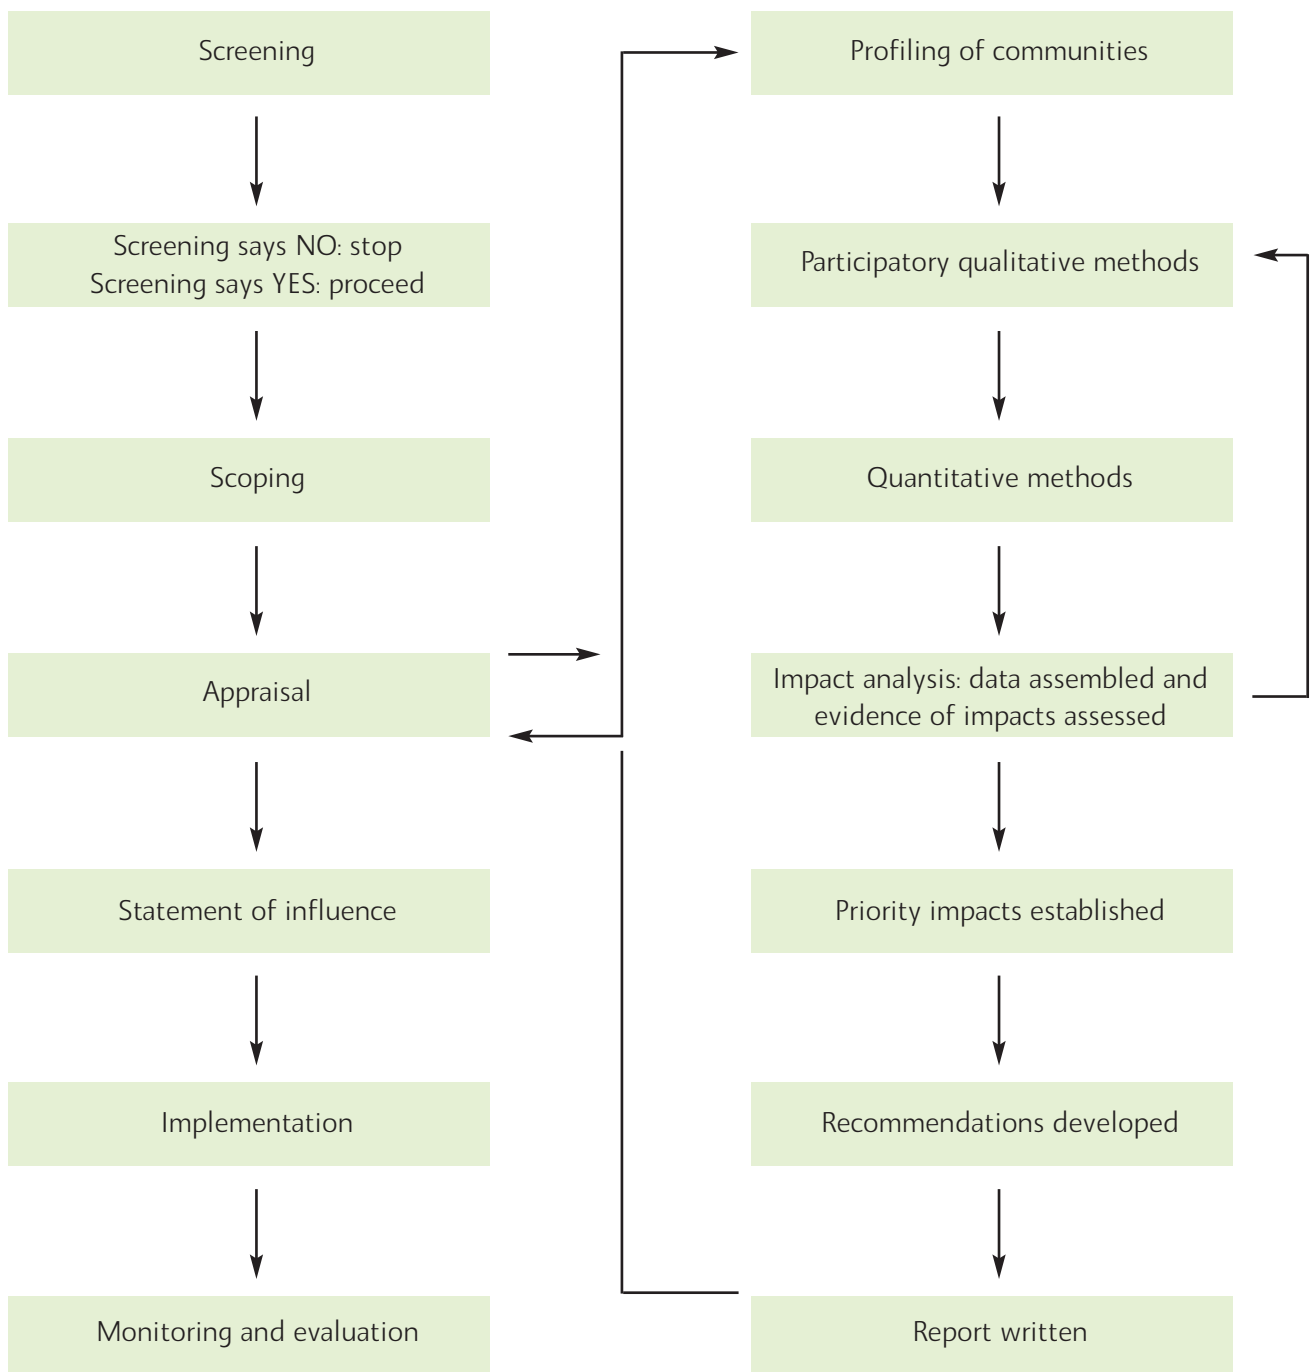 Screening
Screening says NO: stop
Screening says YES: proceed
Scoping
Appraisal
Statement of influence
Implementation
Monitoring and evaluation
Profiling of communities
Participatory qualitative methods
Quantitative methods
Impact analysis: data assembled and
evidence of impacts assessed
Priority impacts established
Recommendations developed
Report written